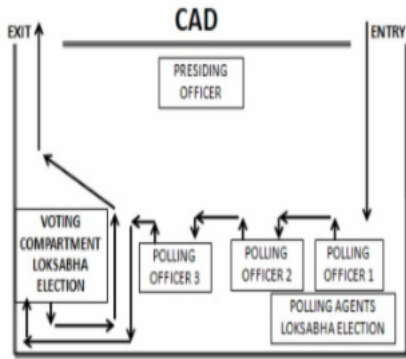 CAD
EXIT
ENTRY
PRESIDING
OFFICER
VOTING
COMPARTMENT
LOKSABHA
ELECTION
POLLING
OFFICER 3
POLLING
OFFICER 2
POLLING
OFFICER 1
POLLING AGENTS
LOKSABHA ELECTION